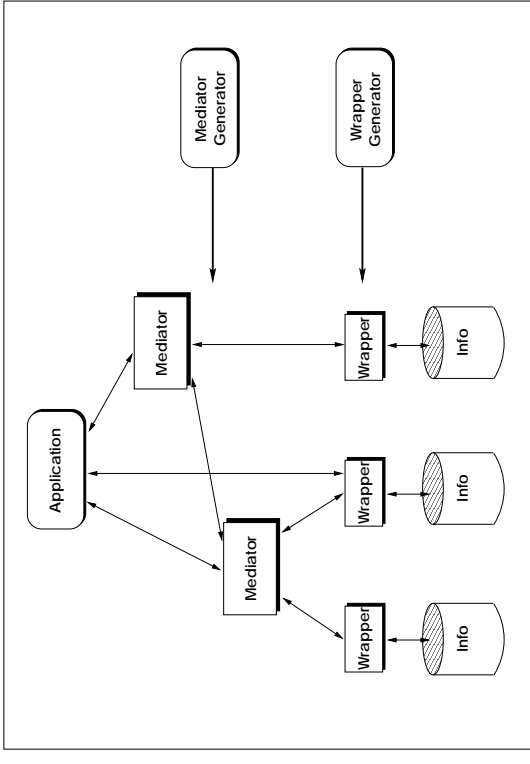 Application
Mediator
Mediator
Generator
Mediator
Wrapper
Wrapper
Wrapper
Wrapper
Generator
Info
Info
Info